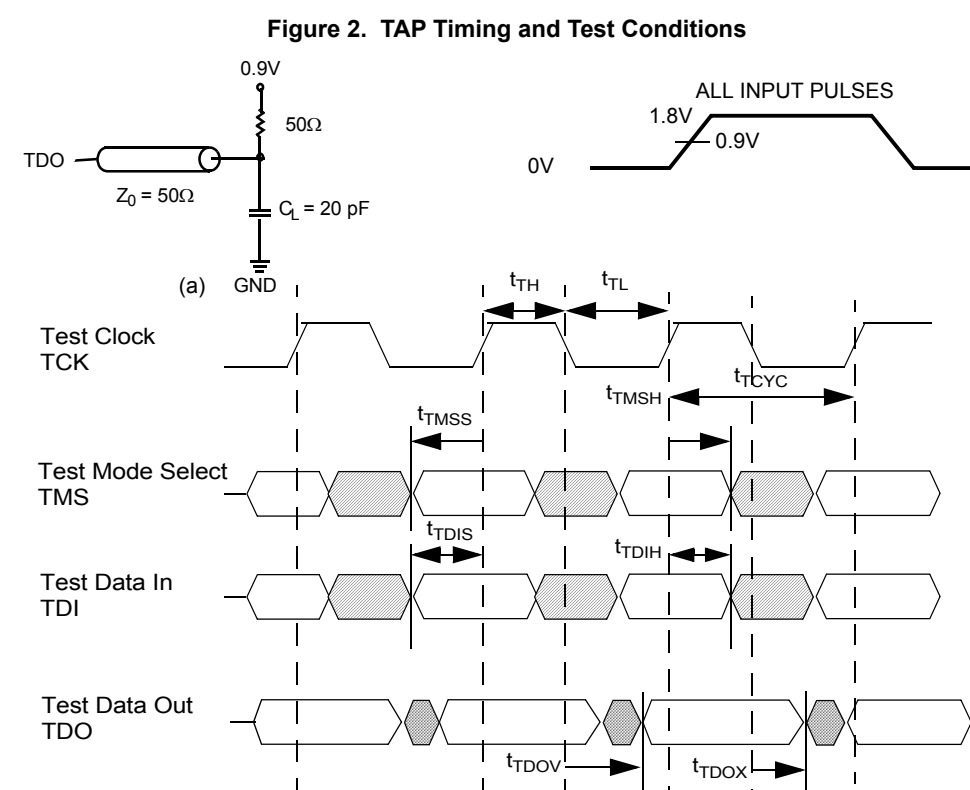 Figure 2. TAP Timing and Test Conditions
0.9V
50Ω
TDO
Z0 = 50Ω
CL = 20 pF
(a)
GND
ALL INPUT PULSES
1.8V
0.9V
0V
tTH
tTL
Test Clock
TCK
tTMSH
tTCYC
tTMSS
Test Mode Select
TMS
tTDIS
tTDIH
Test Data In
TDI
Test Data Out
TDO
tTDOV
tTDOX